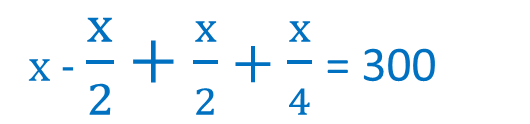 x - x/2 + x/2 + x/4 = 300